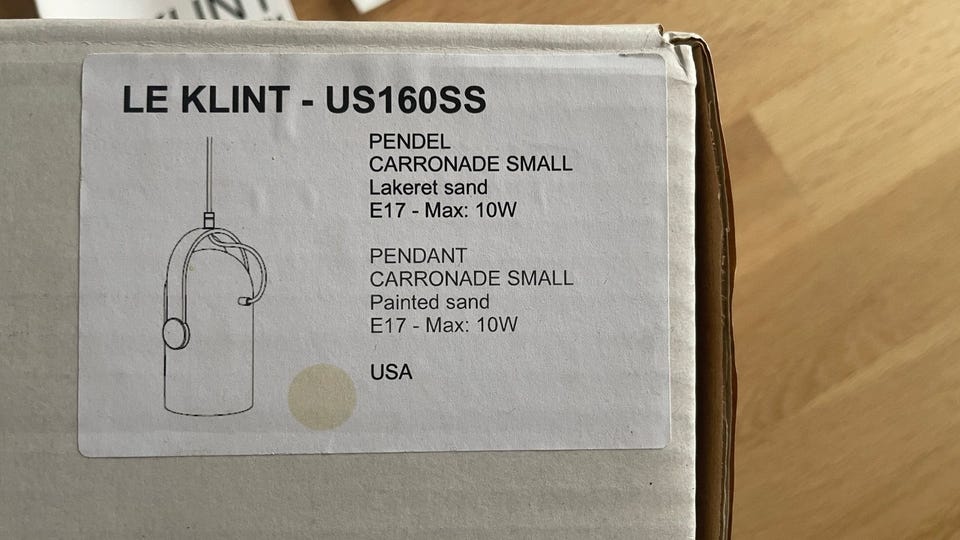 KLINT
LE KLINT - US160SS
PENDEL
CARRONADE SMALL
Lakeret sand
E17 - Max: 10W
PENDANT
CARRONADE SMALL
Painted sand
E17 - Max: 10W
USA